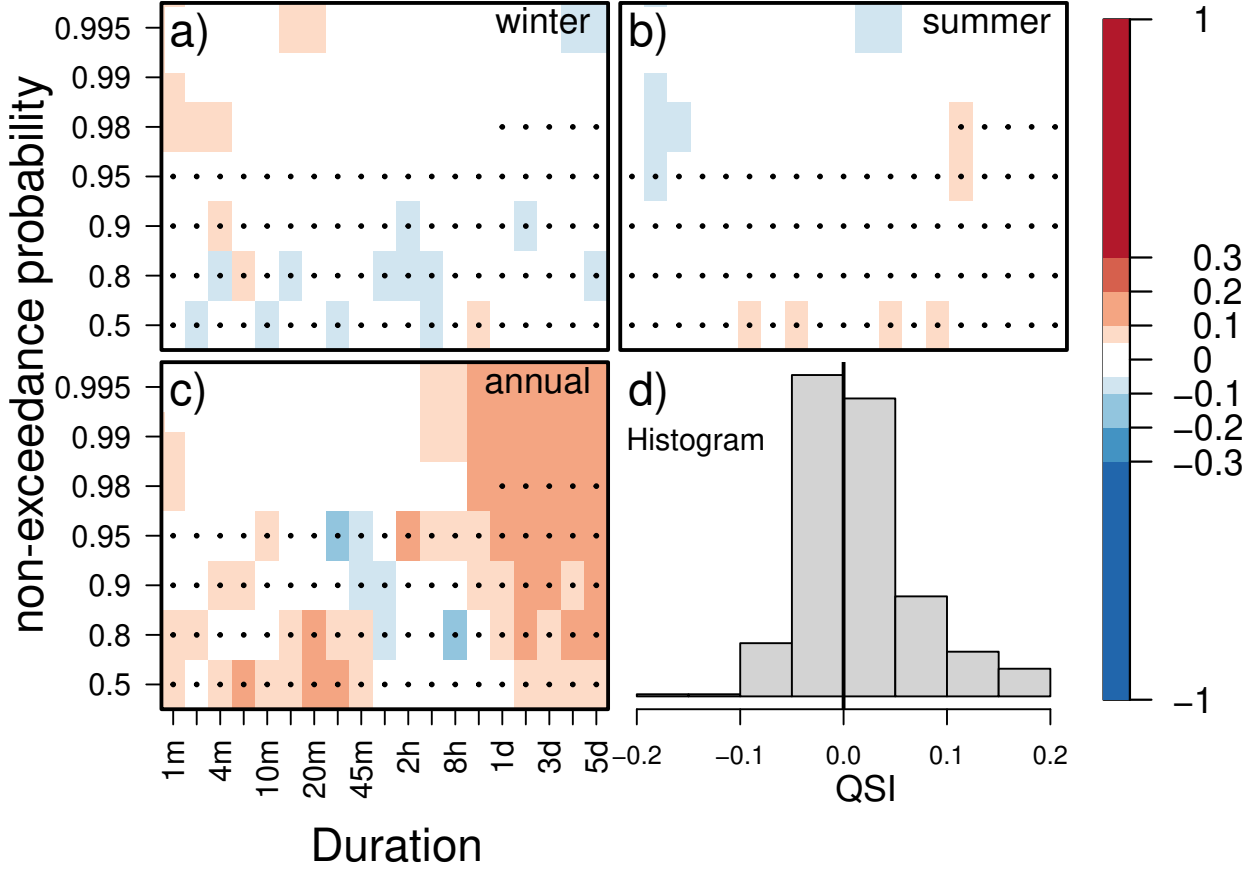 a) winter
b) summer
c) annual
d)
Histogram
non-exceedance probability
0.995
0.99
0.98
0.95
0.9
0.8
0.5
0.995
0.99
0.98
0.95
0.9
0.8
0.5
1m 4m 10m 20m 45m 2h 8h 1d 3d 5d
Duration
−0.2 −0.1 0.0 0.1 0.2
QSI
1
0.3
0.2
0.1
0
−0.1
−0.2
−0.3
−1